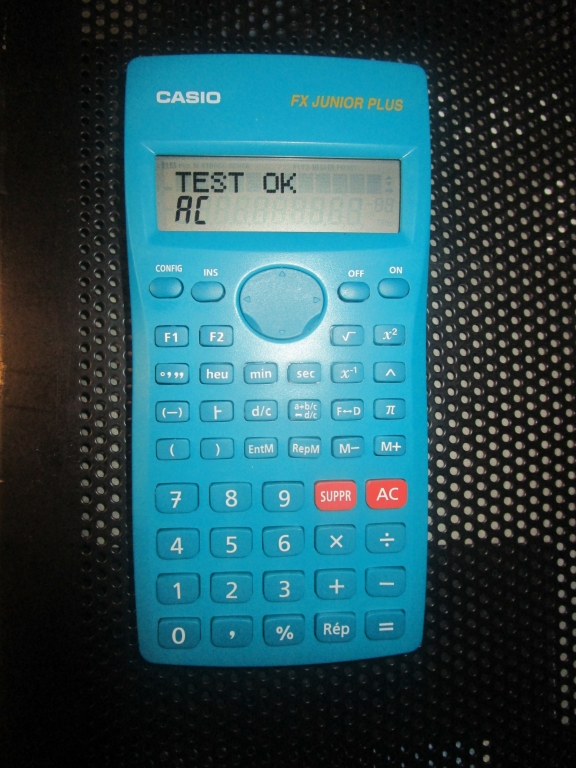 CASIO FX JUNIOR PLUS
TEST OK
AC
CONFIG INS OFF ON
F1 F2 √ x²
°,,, heu min sec x⁻¹ ^
(—) ⊦ d/c a+b/c ↔ d/c F↔D π
( ) EntM RepM M— M+
7 8 9 SUPPR AC
4 5 6 × ÷
1 2 3 + −
0 , % Rép =